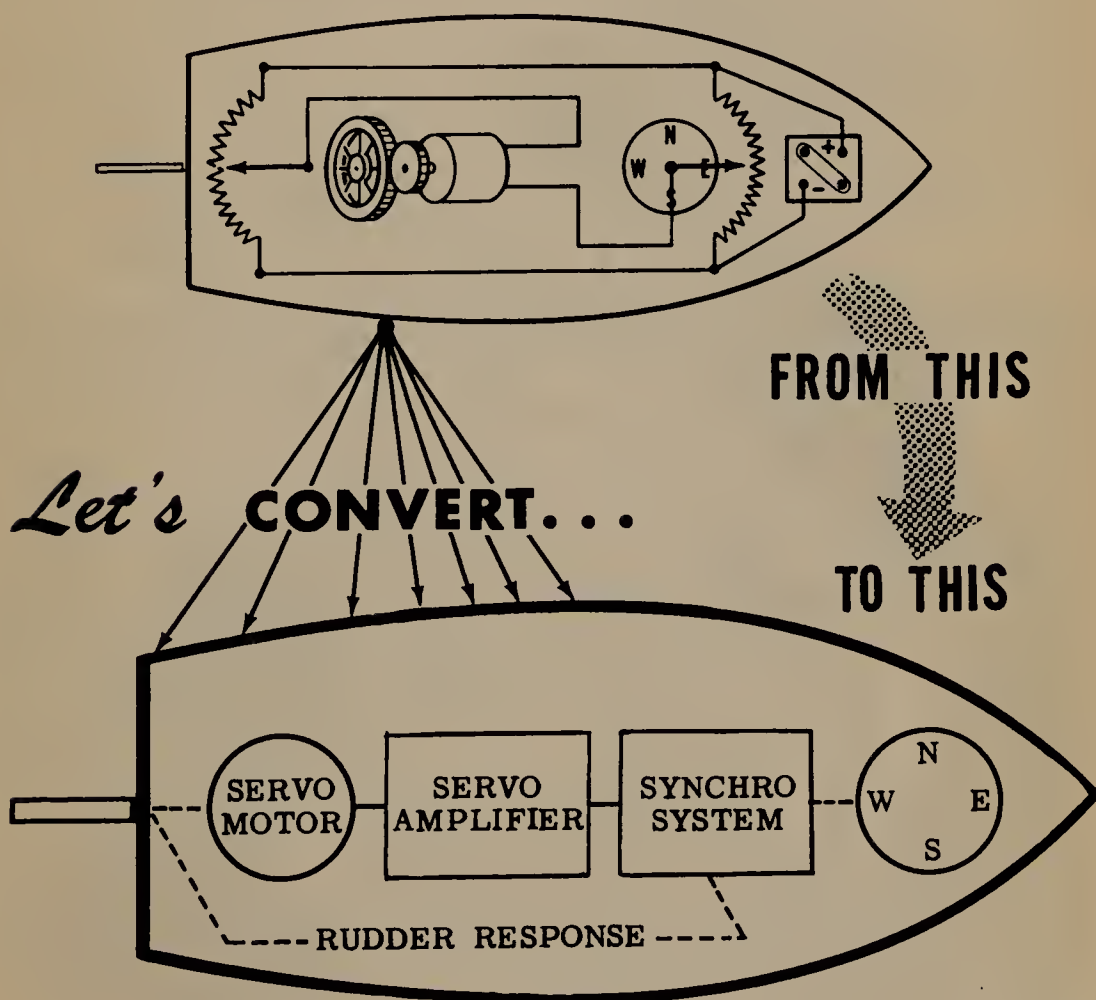 N
W E
S
+
-
FROM THIS
Let's CONVERT...
TO THIS
SERVO
MOTOR
SERVO
AMPLIFIER
SYNCHRO
SYSTEM
N
W E
S
RUDDER RESPONSE